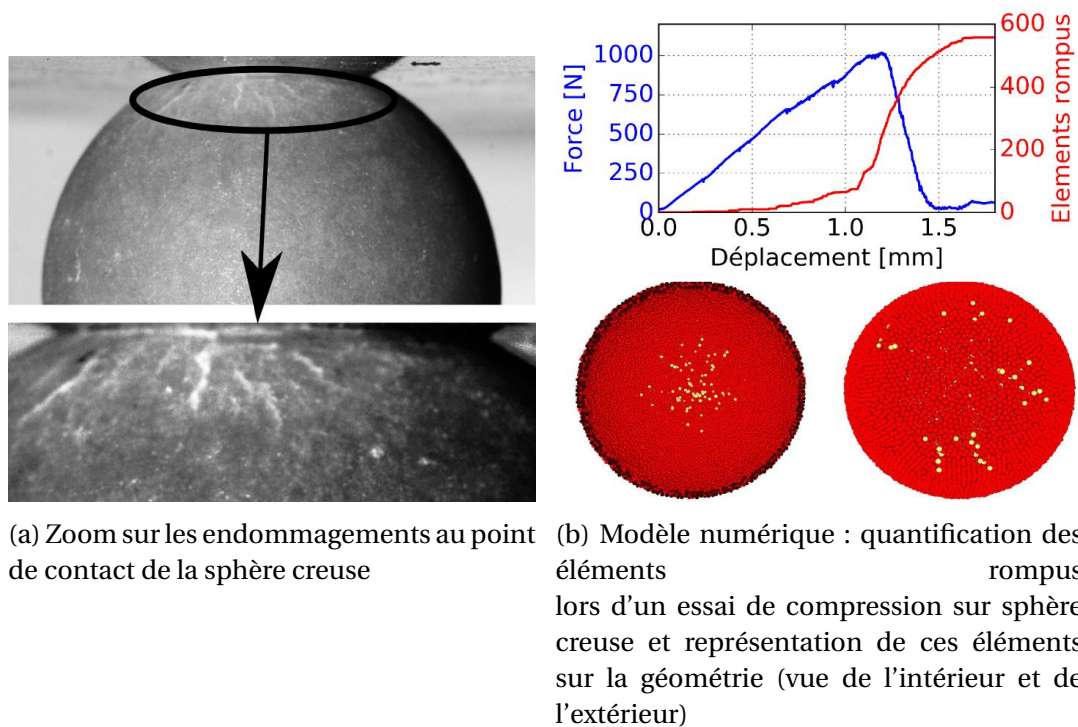 600
1000
400
750
500
200
250
0
0
0.0
0.5
1.0
1.5
Force [N]
Elements rompus
Déplacement [mm]
(a) Zoom sur les endommagements au point
de contact de la sphère creuse
(b) Modèle numérique : quantification des
éléments rompus
lors d'un essai de compression sur sphère
creuse et représentation de ces éléments
sur la géométrie (vue de l'intérieur et de
l'extérieur)